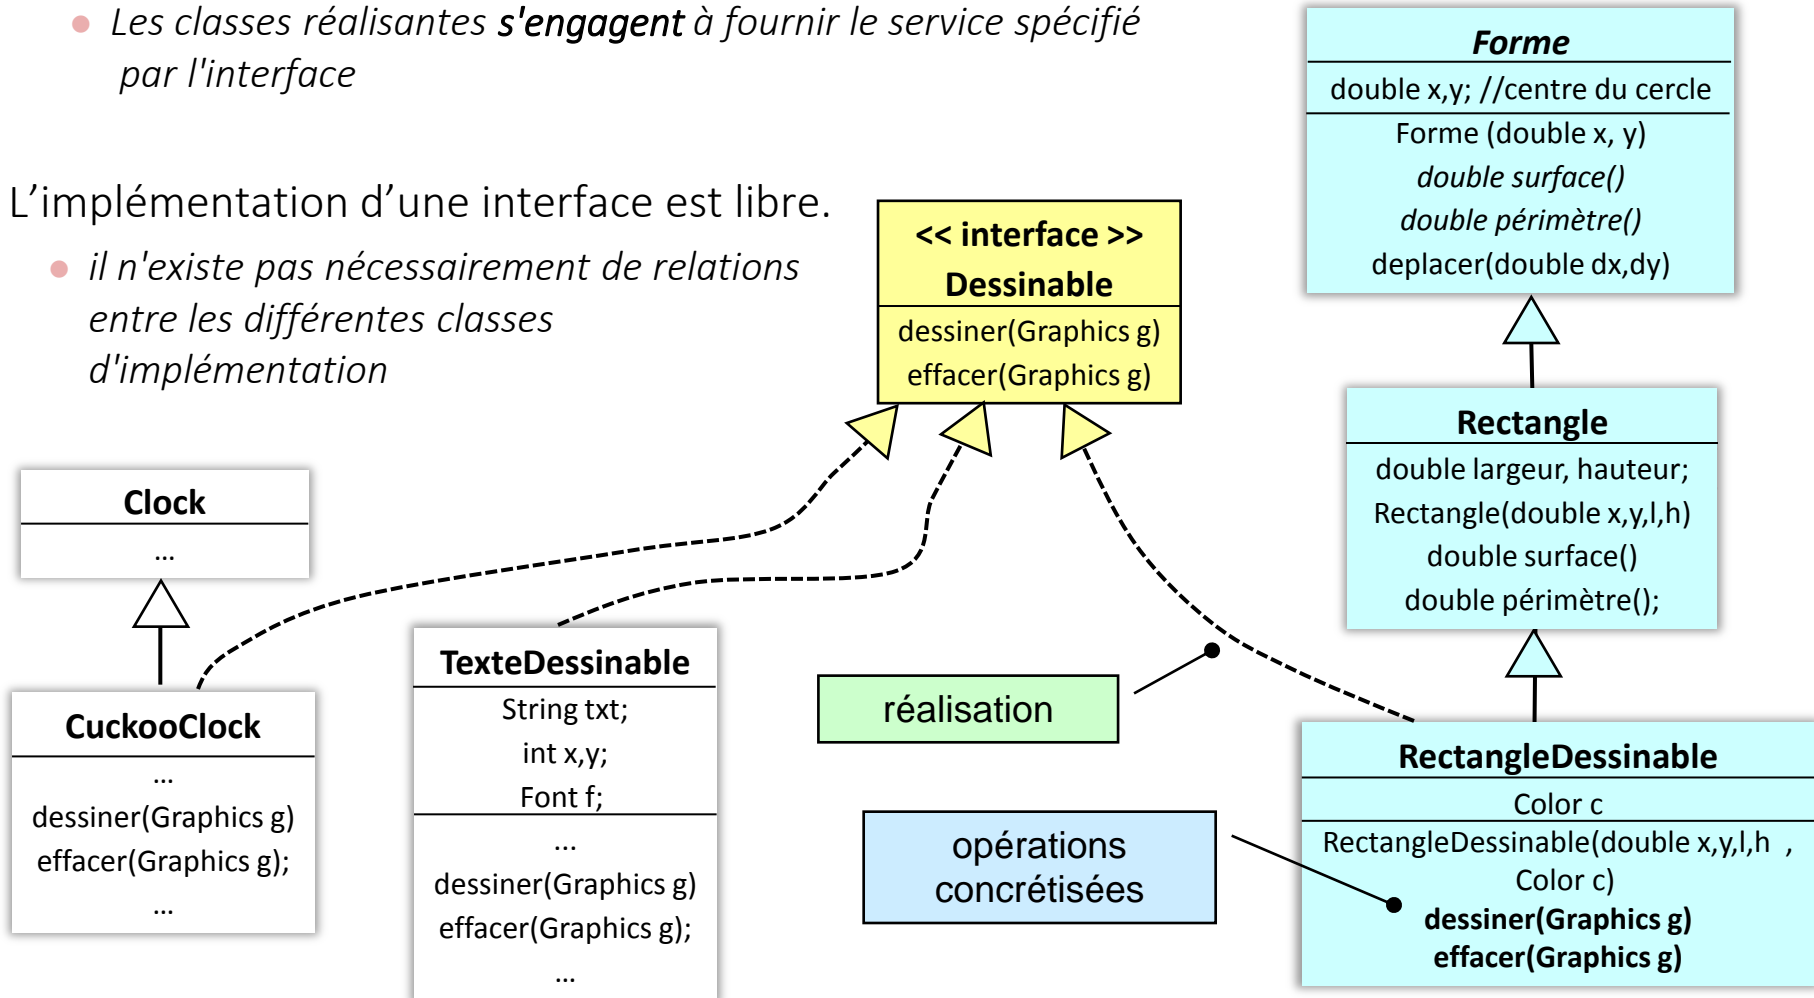 Les classes réalisantes s'engagent à fournir le service spécifié
par l'interface
L’implémentation d’une interface est libre.
il n'existe pas nécessairement de relations
entre les différentes classes
d'implémentation
<< interface >>
Dessinable
dessiner(Graphics g)
effacer(Graphics g)
Forme
double x,y; //centre du cercle
Forme (double x, y)
double surface()
double périmètre()
deplacer(double dx,dy)
Rectangle
double largeur, hauteur;
Rectangle(double x,y,l,h)
double surface()
double périmètre();
Clock
...
CuckooClock
...
dessiner(Graphics g)
effacer(Graphics g);
...
TexteDessinable
String txt;
int x,y;
Font f;
...
dessiner(Graphics g)
effacer(Graphics g);
...
réalisation
opérations
concrétisées
RectangleDessinable
Color c
RectangleDessinable(double x,y,l,h ,
Color c)
dessiner(Graphics g)
effacer(Graphics g)